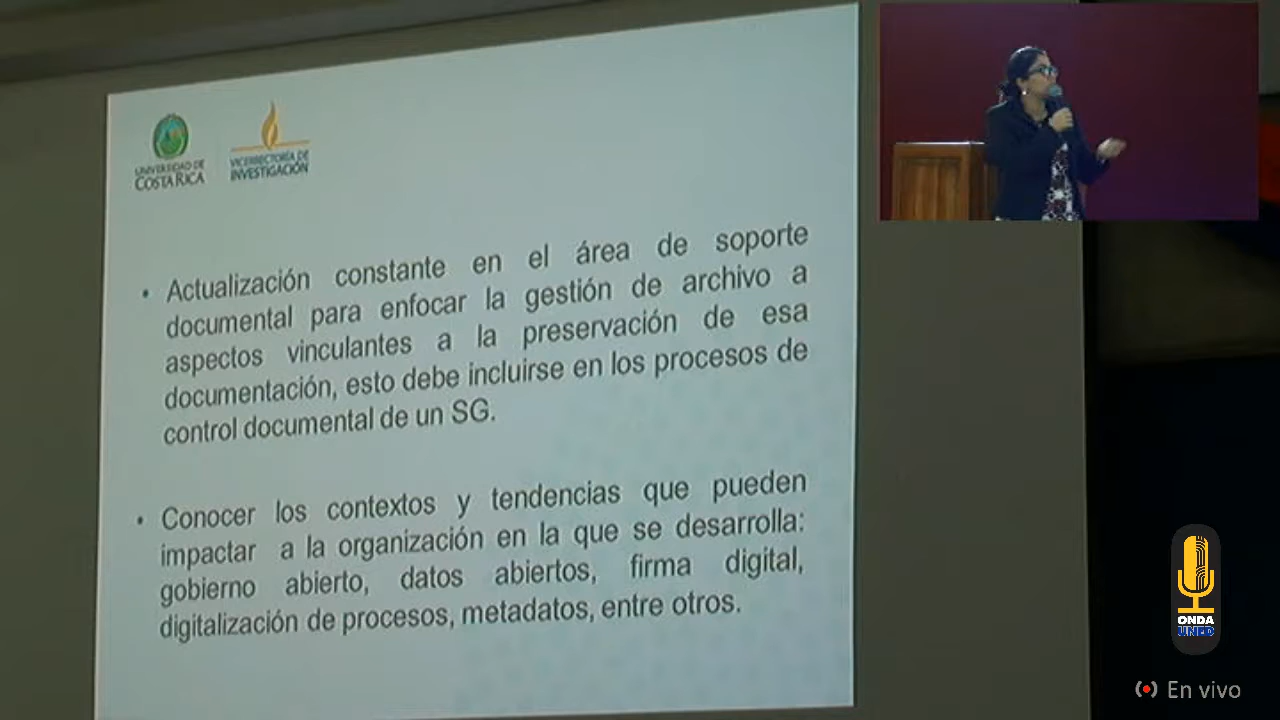 UNIVERSIDAD DE
COSTA RICA
VICERRECTORÍA DE
INVESTIGACIÓN
• Actualización constante en el área de soporte
documental para enfocar la gestión de archivo a
aspectos vinculantes a la preservación de esa
documentación, esto debe incluirse en los procesos de
control documental de un SG.
• Conocer los contextos y tendencias que pueden
impactar a la organización en la que se desarrolla:
gobierno abierto, datos abiertos, firma digital,
digitalización de procesos, metadatos, entre otros.
ONDA
UNED
En vivo